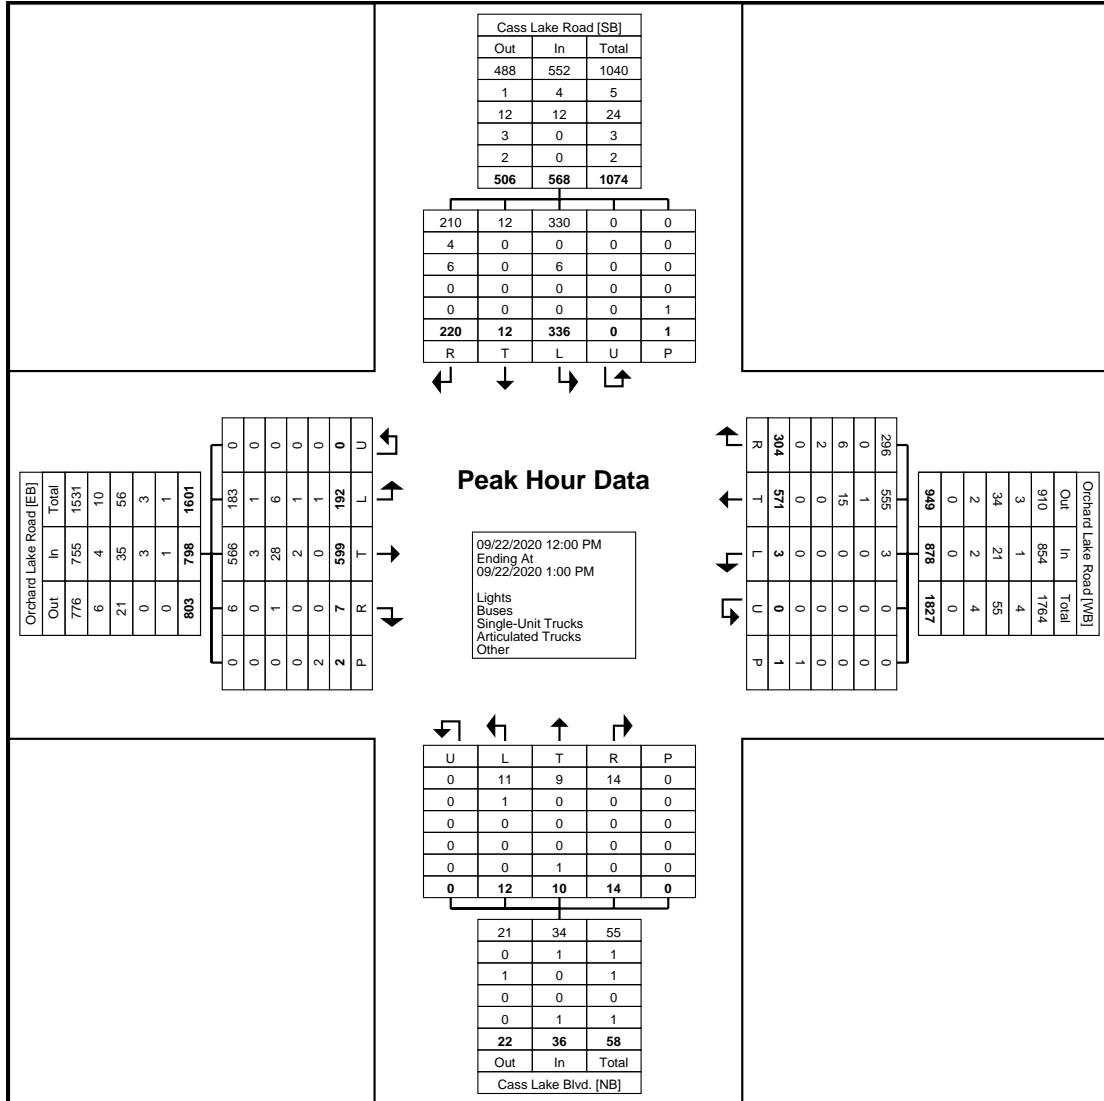 Cass Lake Road [SB]
Out In Total
488 552 1040
1 4 5
12 12 24
3 0 3
2 0 2
506 568 1074
210 12 330 0 0
4 0 0 0 0
6 0 6 0 0
0 0 0 0 0
0 0 0 0 1
220 12 336 0 1
R T L U P
Orchard Lake Road [EB]
Total In Out
1531 755 776
10 4 6
56 35 21
3 3 0
1 1 0
1601 798 803
0 183 566 6 0
0 1 3 0 0
0 6 28 1 0
0 1 2 0 0
0 1 0 0 2
0 192 599 7 2
U L T R P
Peak Hour Data
09/22/2020 12:00 PM
Ending At
09/22/2020 1:00 PM
Lights
Buses
Single-Unit Trucks
Articulated Trucks
Other
Orchard Lake Road [WB]
Out In Total
910 854 1764
3 1 4
34 21 55
2 2 4
0 0 0
949 878 1827
296 555 3 0 0
0 1 0 0 0
6 15 0 0 0
2 0 0 0 0
0 0 0 0 1
304 571 3 0 1
R T L U P
U L T R P
0 11 9 14 0
0 1 0 0 0
0 0 0 0 0
0 0 0 0 0
0 0 1 0 0
0 12 10 14 0
21 34 55
0 1 1
1 0 1
0 0 0
0 1 1
22 36 58
Out In Total
Cass Lake Blvd. [NB]